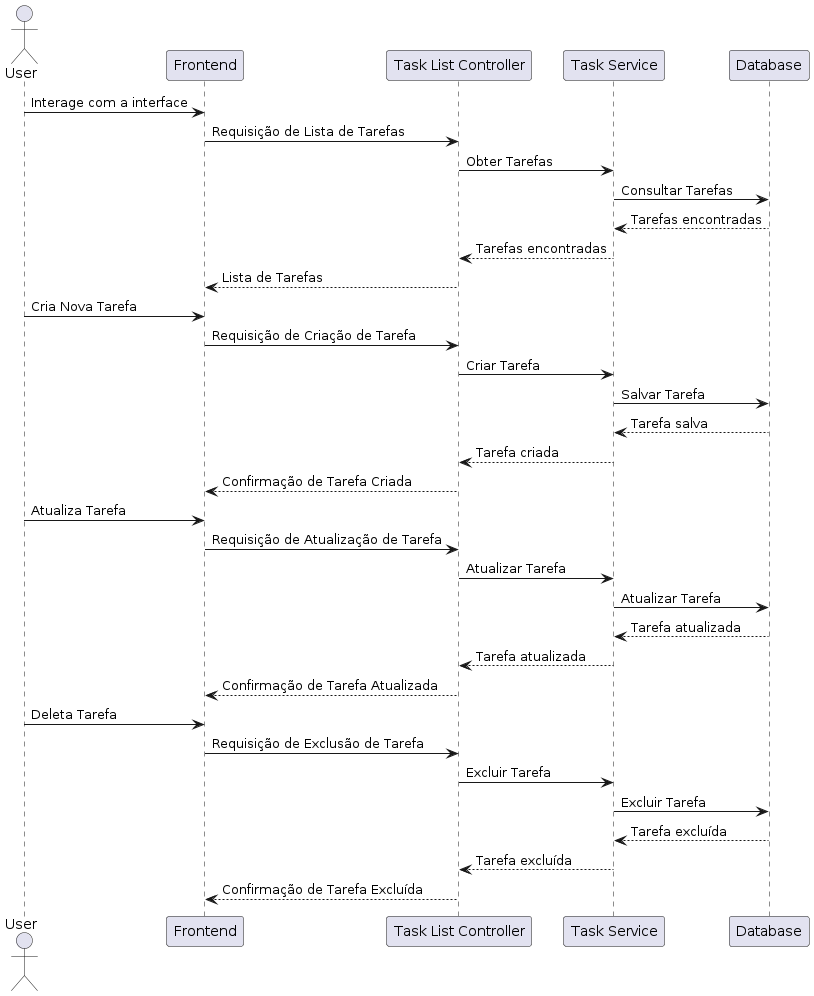 User
Frontend
Task List Controller
Task Service
Database
Interage com a interface
Requisição de Lista de Tarefas
Obter Tarefas
Consultar Tarefas
Tarefas encontradas
Tarefas encontradas
Lista de Tarefas
Cria Nova Tarefa
Requisição de Criação de Tarefa
Criar Tarefa
Salvar Tarefa
Tarefa salva
Tarefa criada
Confirmação de Tarefa Criada
Atualiza Tarefa
Requisição de Atualização de Tarefa
Atualizar Tarefa
Atualizar Tarefa
Tarefa atualizada
Tarefa atualizada
Confirmação de Tarefa Atualizada
Deleta Tarefa
Requisição de Exclusão de Tarefa
Excluir Tarefa
Excluir Tarefa
Tarefa excluída
Tarefa excluída
Confirmação de Tarefa Excluída
User
Frontend
Task List Controller
Task Service
Database